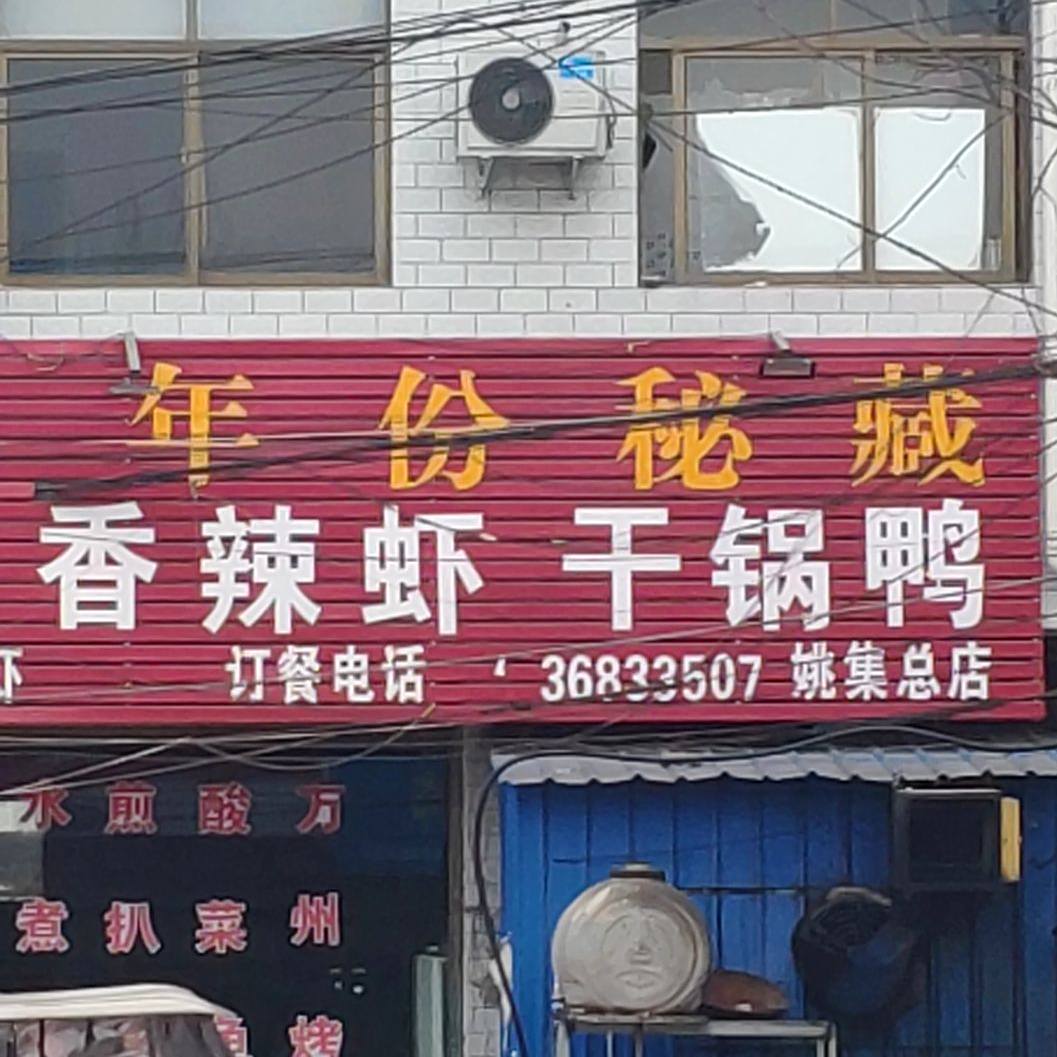 年份秘藏
香辣虾 干锅鸭
虾 订餐电话 36833507 姚集总店
水 煎 酸 万
煮 扒 菜 州
鱼 烤